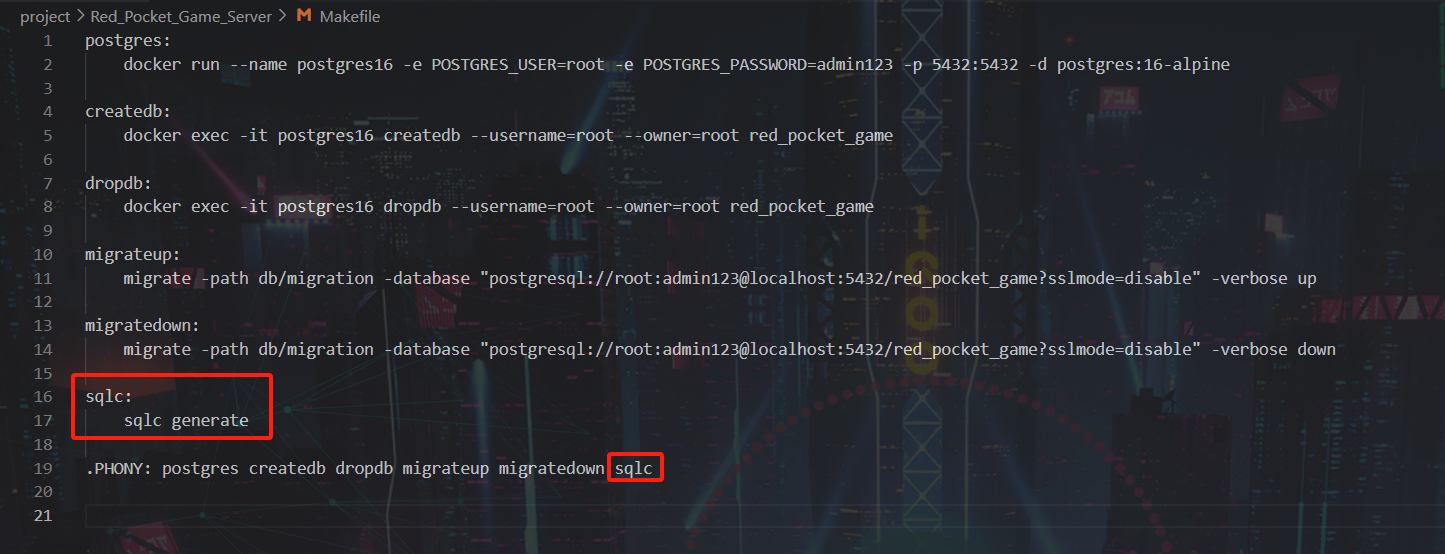 project > Red_Pocket_Game_Server > M Makefile
1 postgres:
2 docker run --name postgres16 -e POSTGRES_USER=root -e POSTGRES_PASSWORD=admin123 -p 5432:5432 -d postgres:16-alpine
3
4 createdb:
5 docker exec -it postgres16 createdb --username=root --owner=root red_pocket_game
6
7 dropdb:
8 docker exec -it postgres16 dropdb --username=root --owner=root red_pocket_game
9
10 migrateup:
11 migrate -path db/migration -database "postgresql://root:admin123@localhost:5432/red_pocket_game?sslmode=disable" -verbose up
12
13 migratedown:
14 migrate -path db/migration -database "postgresql://root:admin123@localhost:5432/red_pocket_game?sslmode=disable" -verbose down
15
16 sqlc:
17 sqlc generate
18
19 .PHONY: postgres createdb dropdb migrateup migratedown sqlc
20
21
アコム